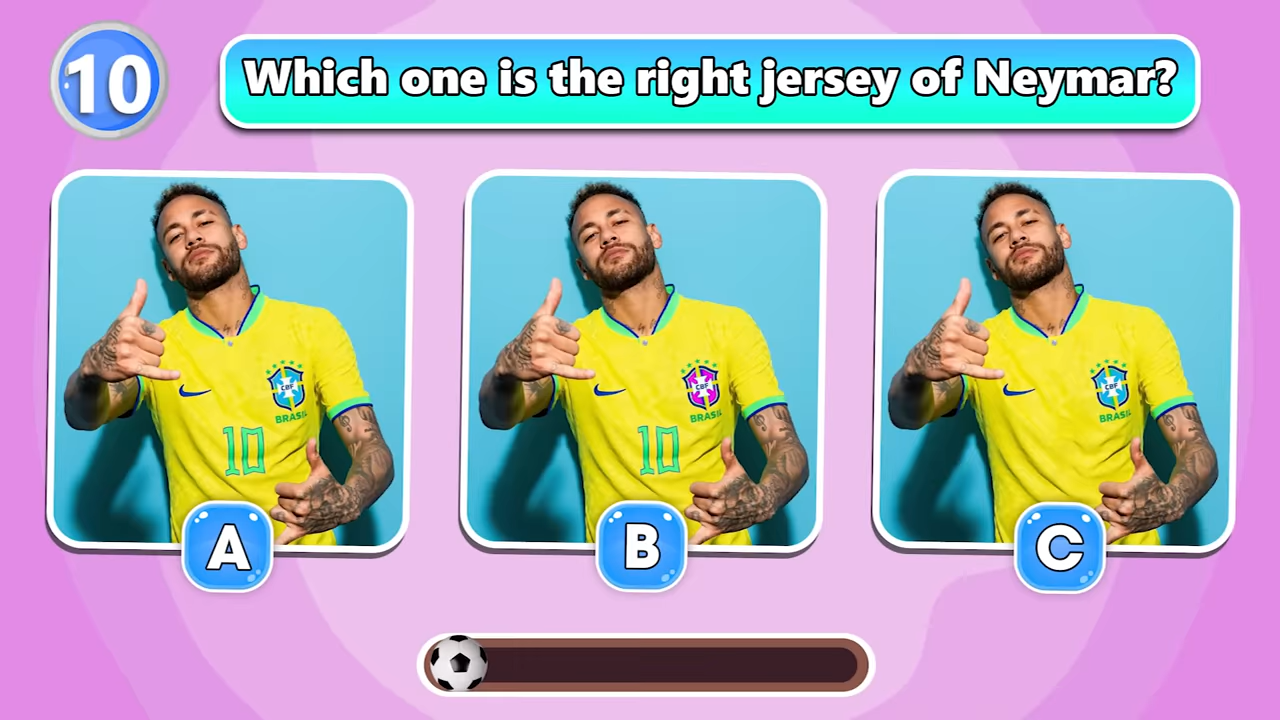 10
Which one is the right jersey of Neymar?
CBF
BRASIL
10
A
CBF
BRASIL
10
B
CBF
BRASIL
C